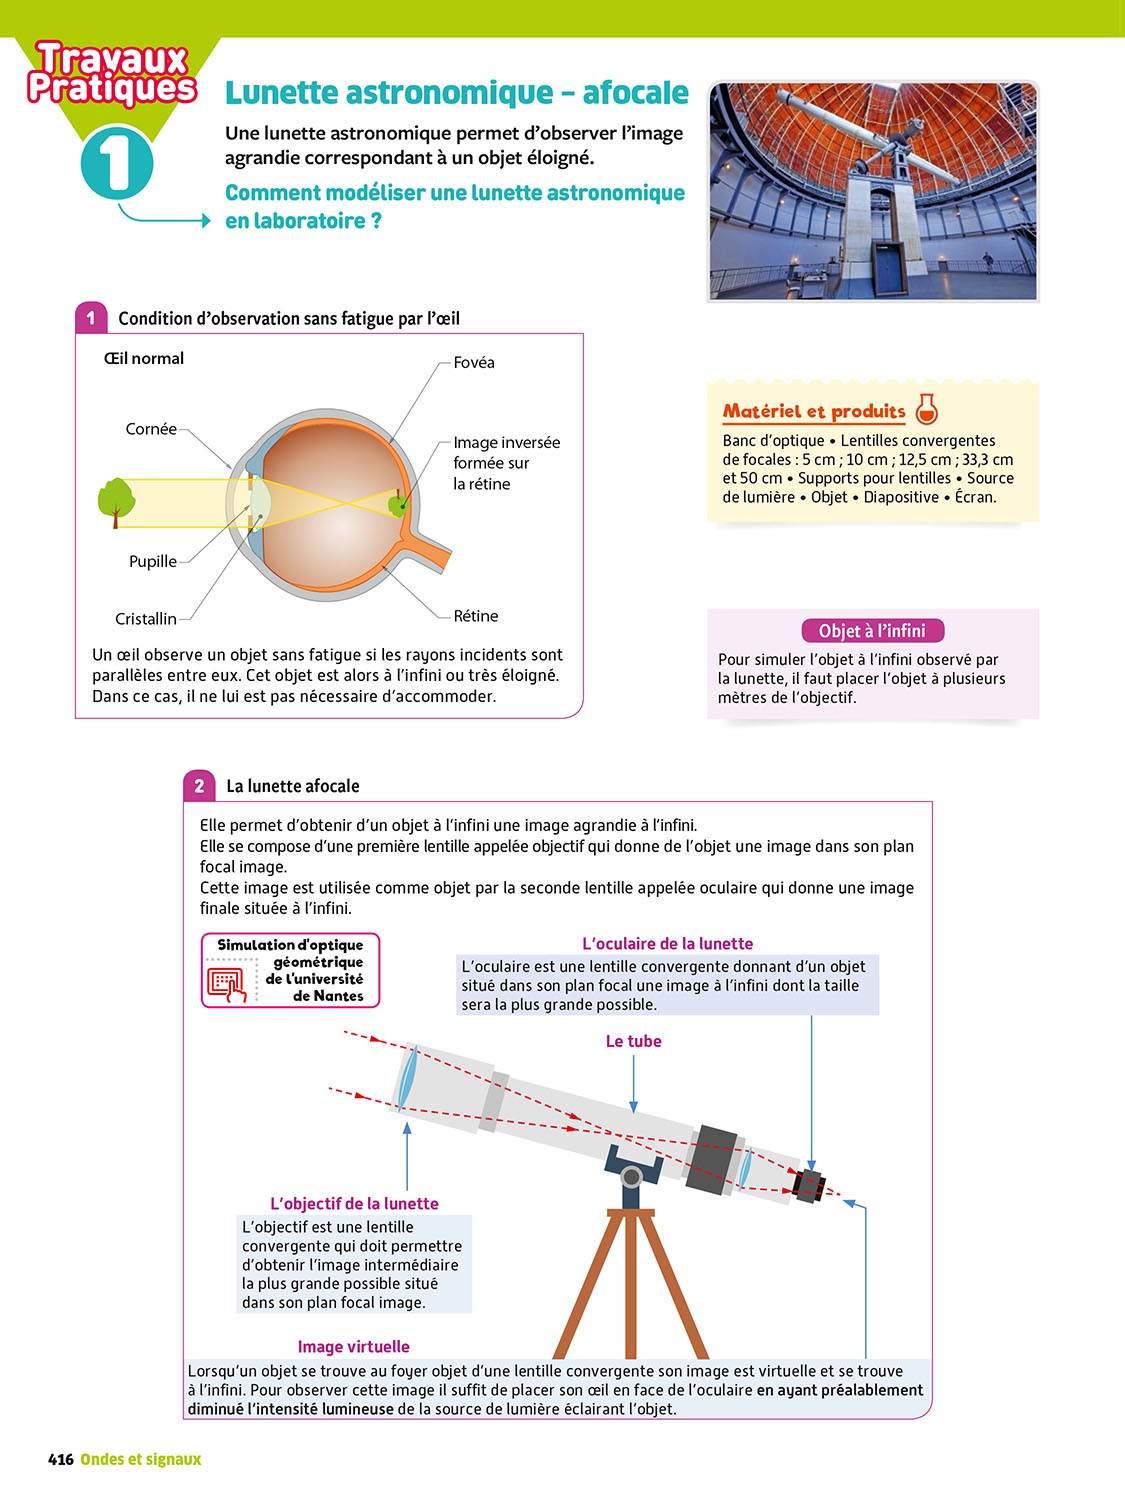 Travaux
Pratiques
1
Lunette astronomique – afocale
Une lunette astronomique permet d'observer l'image
agrandie correspondant à un objet éloigné.
Comment modéliser une lunette astronomique
en laboratoire ?
1 Condition d'observation sans fatigue par l'œil
Œil normal
Fovéa
Cornée
Image inversée
formée sur
la rétine
Pupille
Cristallin
Rétine
Un œil observe un objet sans fatigue si les rayons incidents sont
parallèles entre eux. Cet objet est alors à l'infini ou très éloigné.
Dans ce cas, il ne lui est pas nécessaire d'accommoder.
Matériel et produits
Banc d'optique • Lentilles convergentes
de focales : 5 cm ; 10 cm ; 12,5 cm ; 33,3 cm
et 50 cm • Supports pour lentilles • Source
de lumière • Objet • Diapositive • Écran.
Objet à l'infini
Pour simuler l'objet à l'infini observé par
la lunette, il faut placer l'objet à plusieurs
mètres de l'objectif.
2 La lunette afocale
Elle permet d'obtenir d'un objet à l'infini une image agrandie à l'infini.
Elle se compose d'une première lentille appelée objectif qui donne de l'objet une image dans son plan
focal image.
Cette image est utilisée comme objet par la seconde lentille appelée oculaire qui donne une image
finale située à l'infini.
Simulation d'optique
géométrique
de l'université
de Nantes
L'oculaire de la lunette
L'oculaire est une lentille convergente donnant d'un objet
situé dans son plan focal une image à l'infini dont la taille
sera la plus grande possible.
Le tube
L'objectif de la lunette
L'objectif est une lentille
convergente qui doit permettre
d'obtenir l'image intermédiaire
la plus grande possible situé
dans son plan focal image.
Image virtuelle
Lorsqu'un objet se trouve au foyer objet d'une lentille convergente son image est virtuelle et se trouve
à l'infini. Pour observer cette image il suffit de placer son œil en face de l'oculaire en ayant préalablement
diminué l'intensité lumineuse de la source de lumière éclairant l'objet.
416 Ondes et signaux